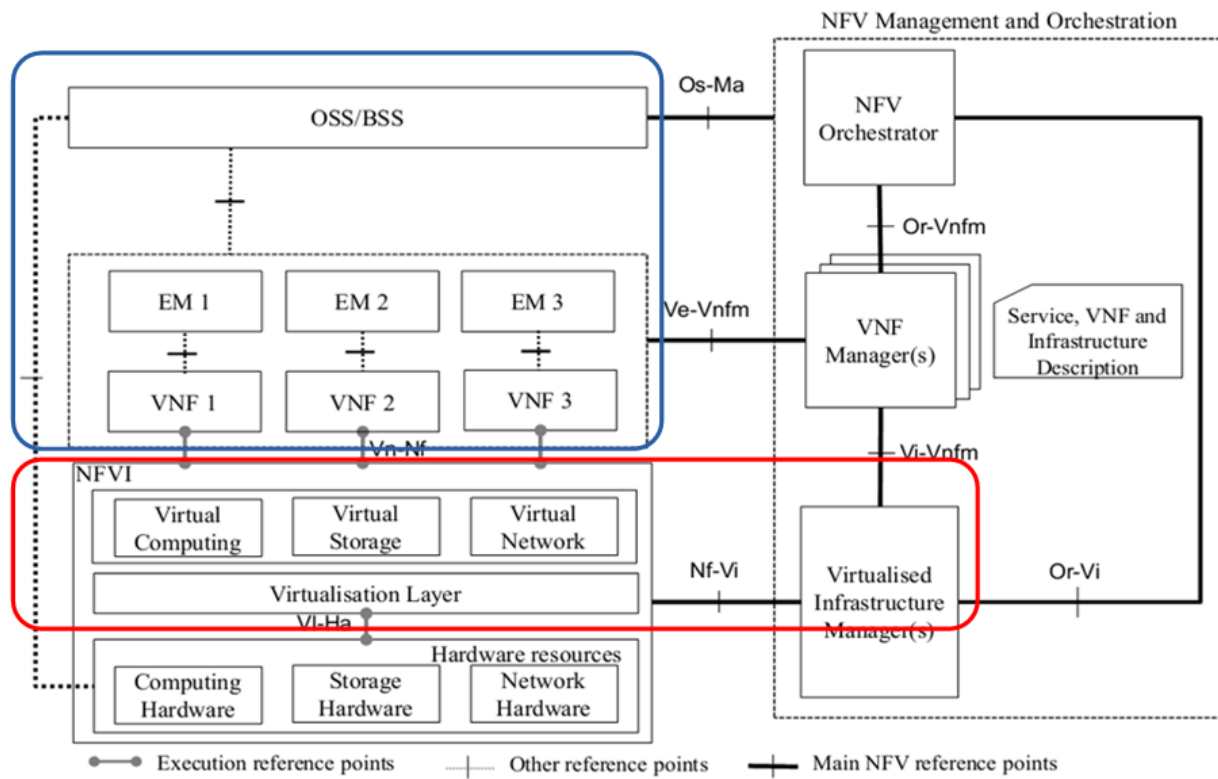 NFV Management and Orchestration
OSS/BSS
Os-Ma
NFV
Orchestrator
Or-Vnfm
EM 1
EM 2
EM 3
Ve-Vnfm
VNF
Manager(s)
Service, VNF and
Infrastructure
Description
VNF 1
VNF 2
VNF 3
Vn-Nf
Vi-Vnfm
NFVI
Virtual
Computing
Virtual
Storage
Virtual
Network
Virtualisation Layer
Nf-Vi
Virtualised
Infrastructure
Manager(s)
Or-Vi
Vl-Ha
Hardware resources
Computing
Hardware
Storage
Hardware
Network
Hardware
Execution reference points
Other reference points
Main NFV reference points